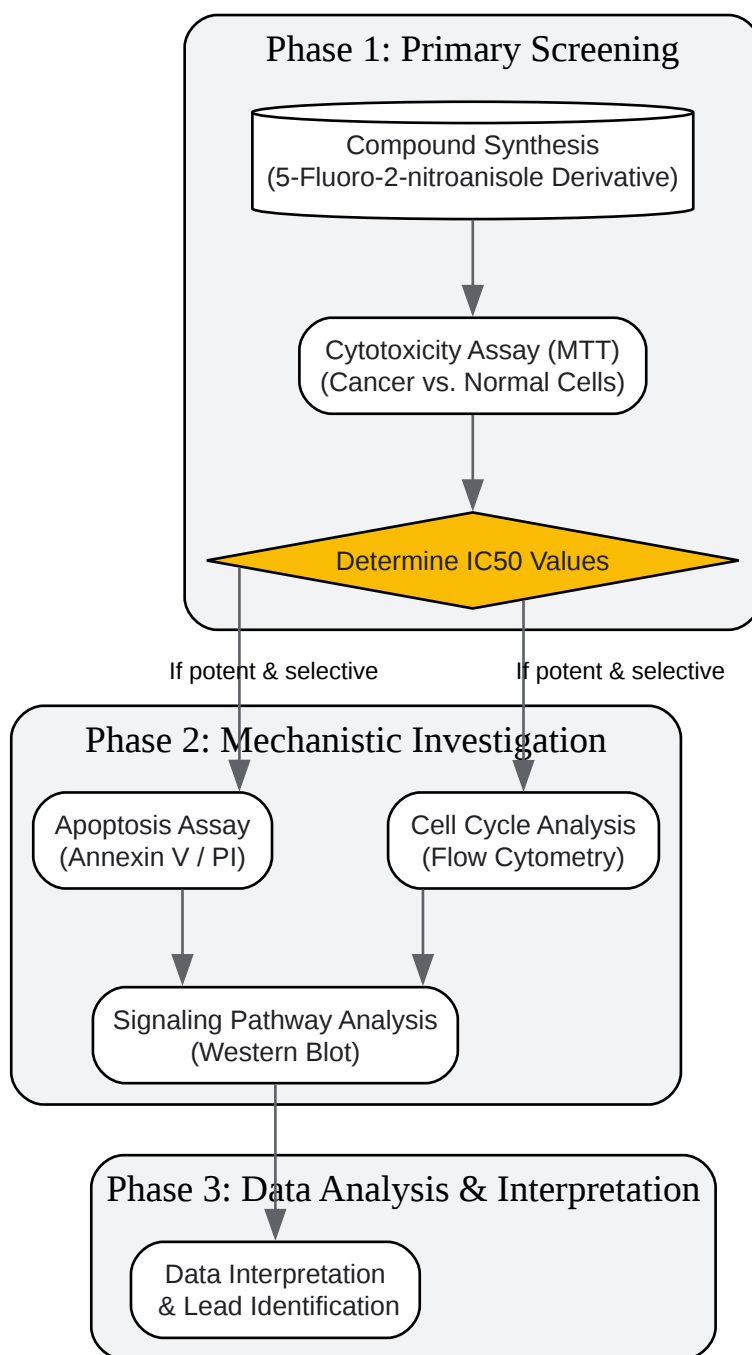 Phase 1: Primary Screening
Compound Synthesis
(5-Fluoro-2-nitroanisole Derivative)
Cytotoxicity Assay (MTT)
(Cancer vs. Normal Cells)
Determine IC50 Values
If potent & selective
If potent & selective
Phase 2: Mechanistic Investigation
Apoptosis Assay
(Annexin V / PI)
Cell Cycle Analysis
(Flow Cytometry)
Signaling Pathway Analysis
(Western Blot)
Phase 3: Data Analysis & Interpretation
Data Interpretation
& Lead Identification